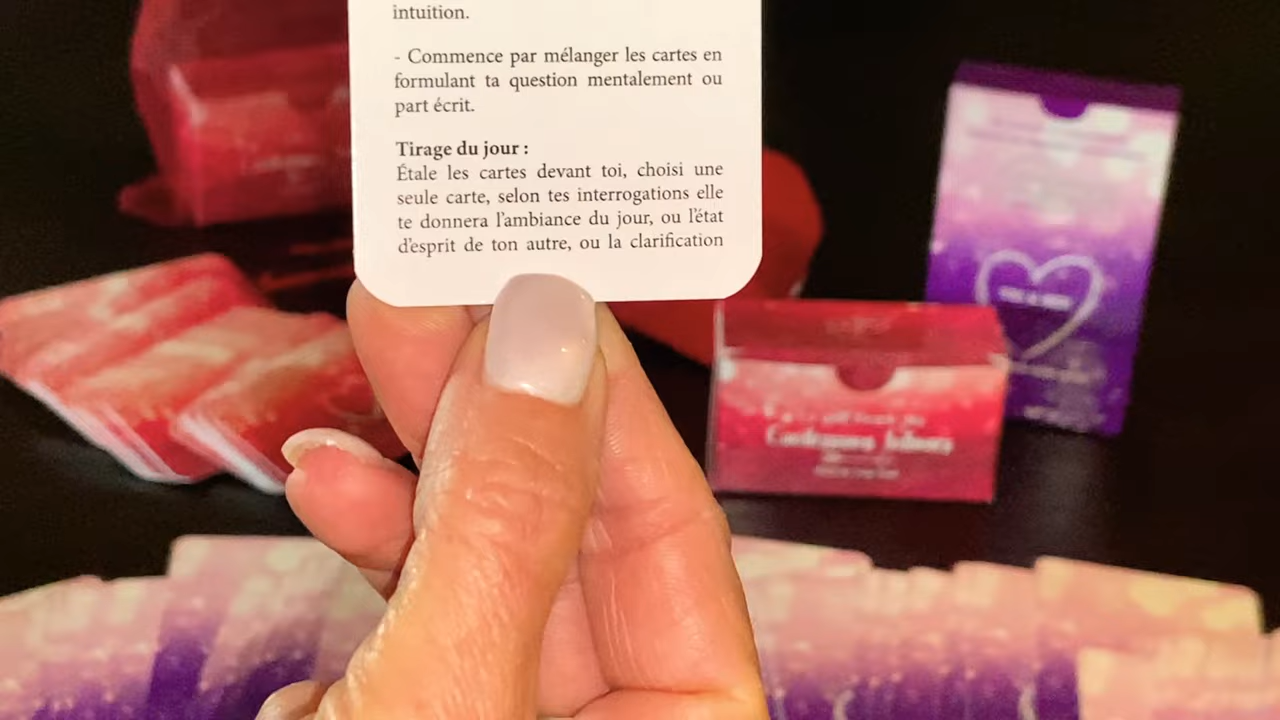 intuition.
- Commence par mélanger les cartes en
formulant ta question mentalement ou
part écrit.
Tirage du jour :
Étale les cartes devant toi, choisi une
seule carte, selon tes interrogations elle
te donnera l'ambiance du jour, ou l'état
d'esprit de ton autre, ou la clarification